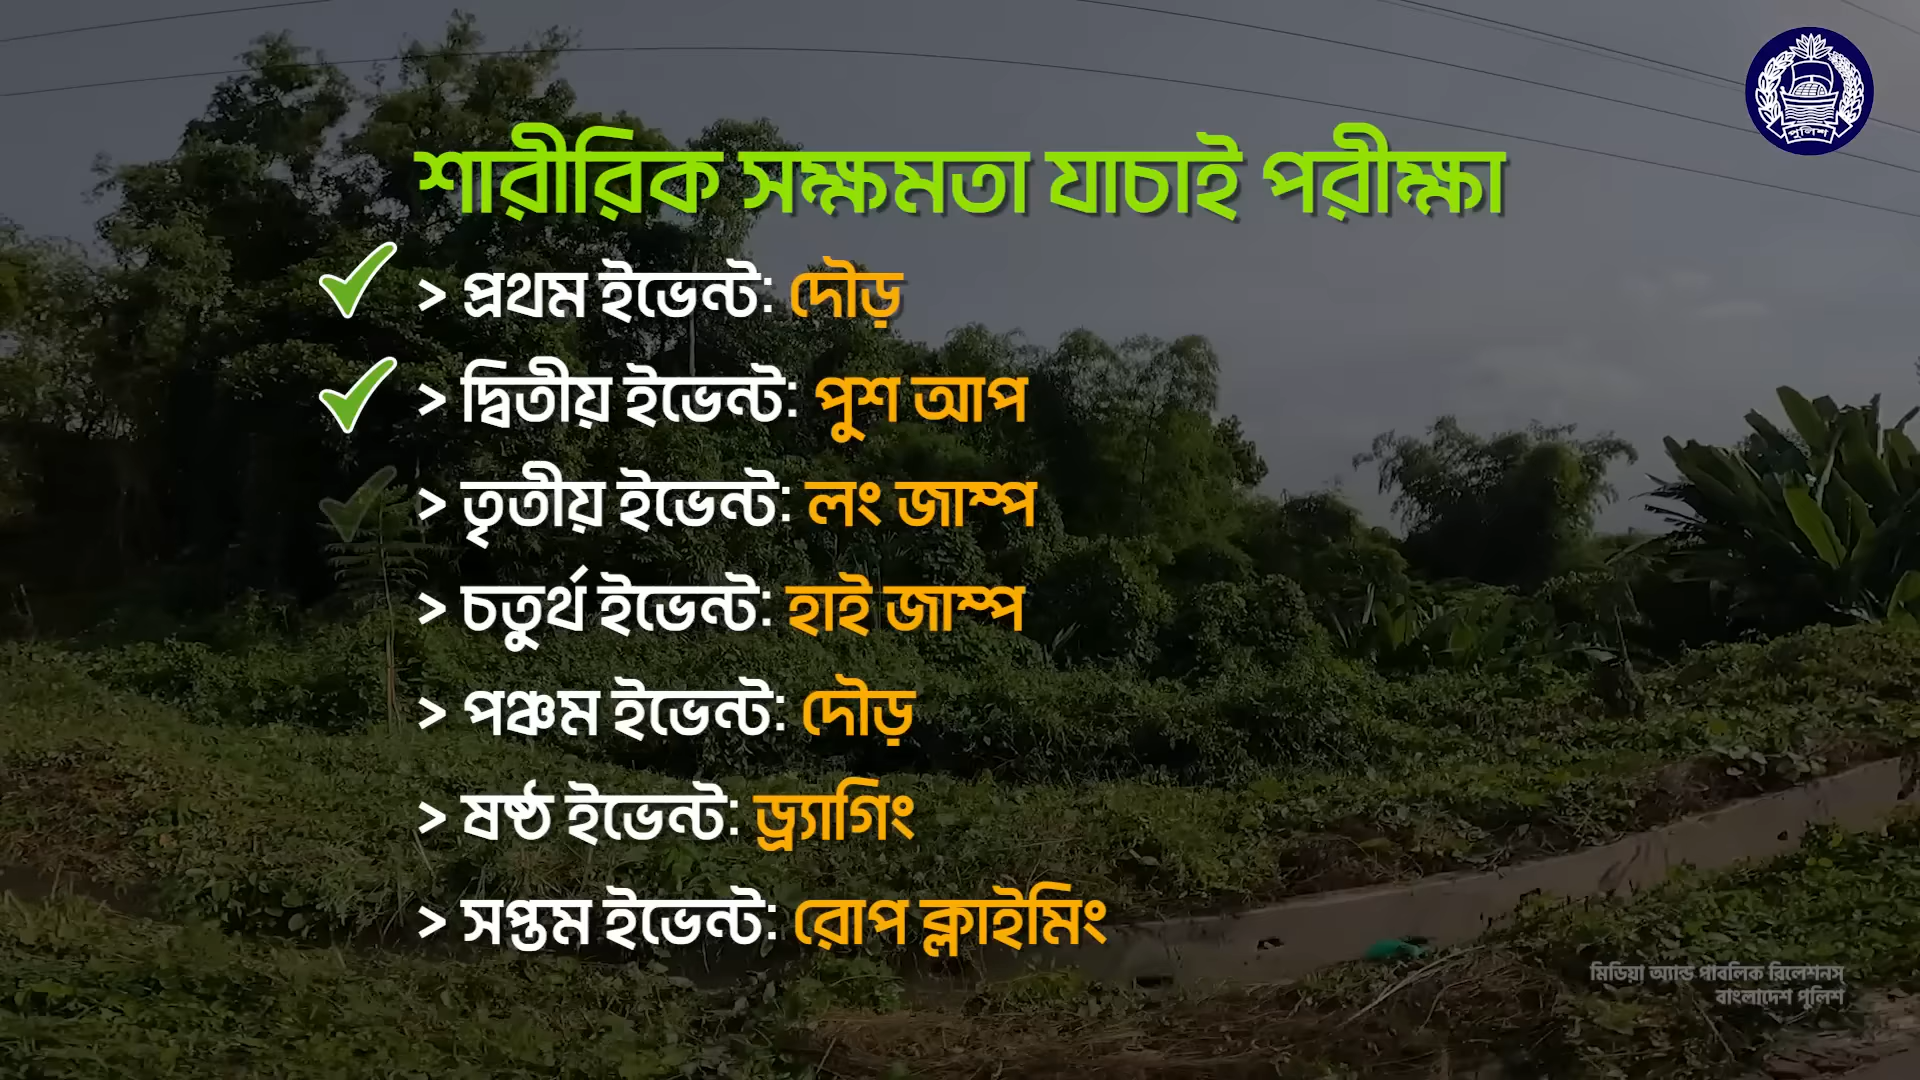 পুলিশ
শারীরিক সক্ষমতা যাচাই পরীক্ষা
> প্রথম ইভেন্ট: দৌড়
> দ্বিতীয় ইভেন্ট: পুশ আপ
> তৃতীয় ইভেন্ট: লং জাম্প
> চতুর্থ ইভেন্ট: হাই জাম্প
> পঞ্চম ইভেন্ট: দৌড়
> ষষ্ঠ ইভেন্ট: ড্র্যাগিং
> সপ্তম ইভেন্ট: রোপ ক্লাইমিং
মিডিয়া অ্যান্ড পাবলিক রিলেশনস্
বাংলাদেশ পুলিশ